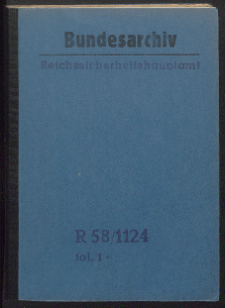 Bundesarchiv
Reichssicherheitshauptamt
R 58/1124
fol. 1 -